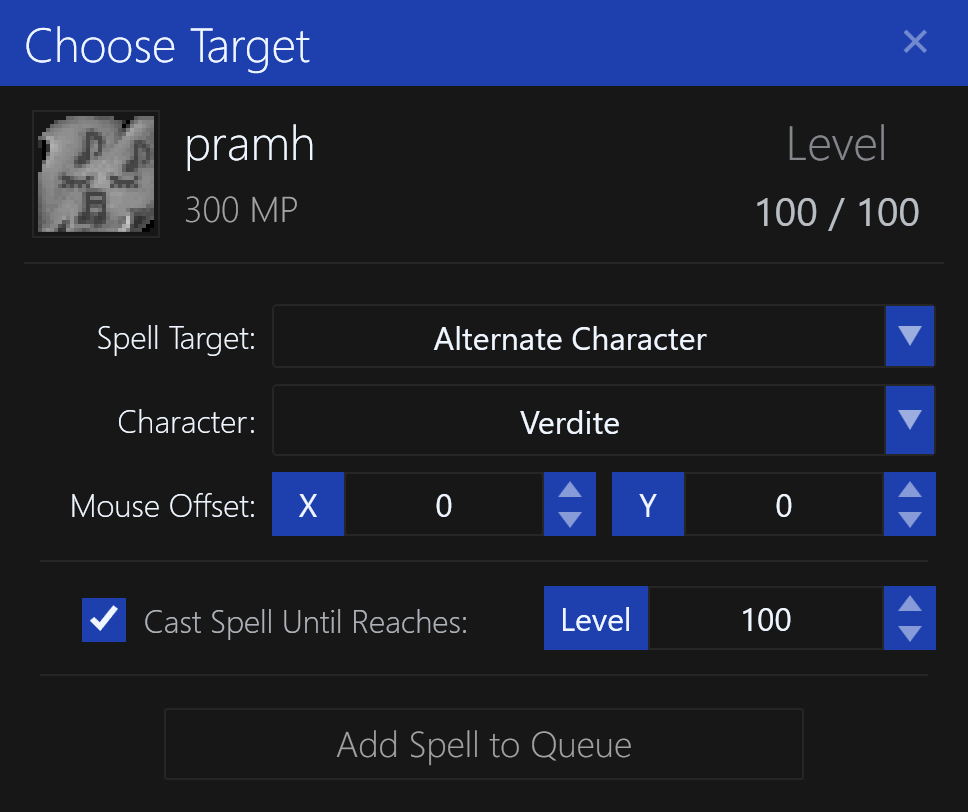 Choose Target
pramh
Level
300 MP
100 / 100
Spell Target: Alternate Character
Character: Verdite
Mouse Offset: X 0 Y 0
Cast Spell Until Reaches: Level 100
Add Spell to Queue